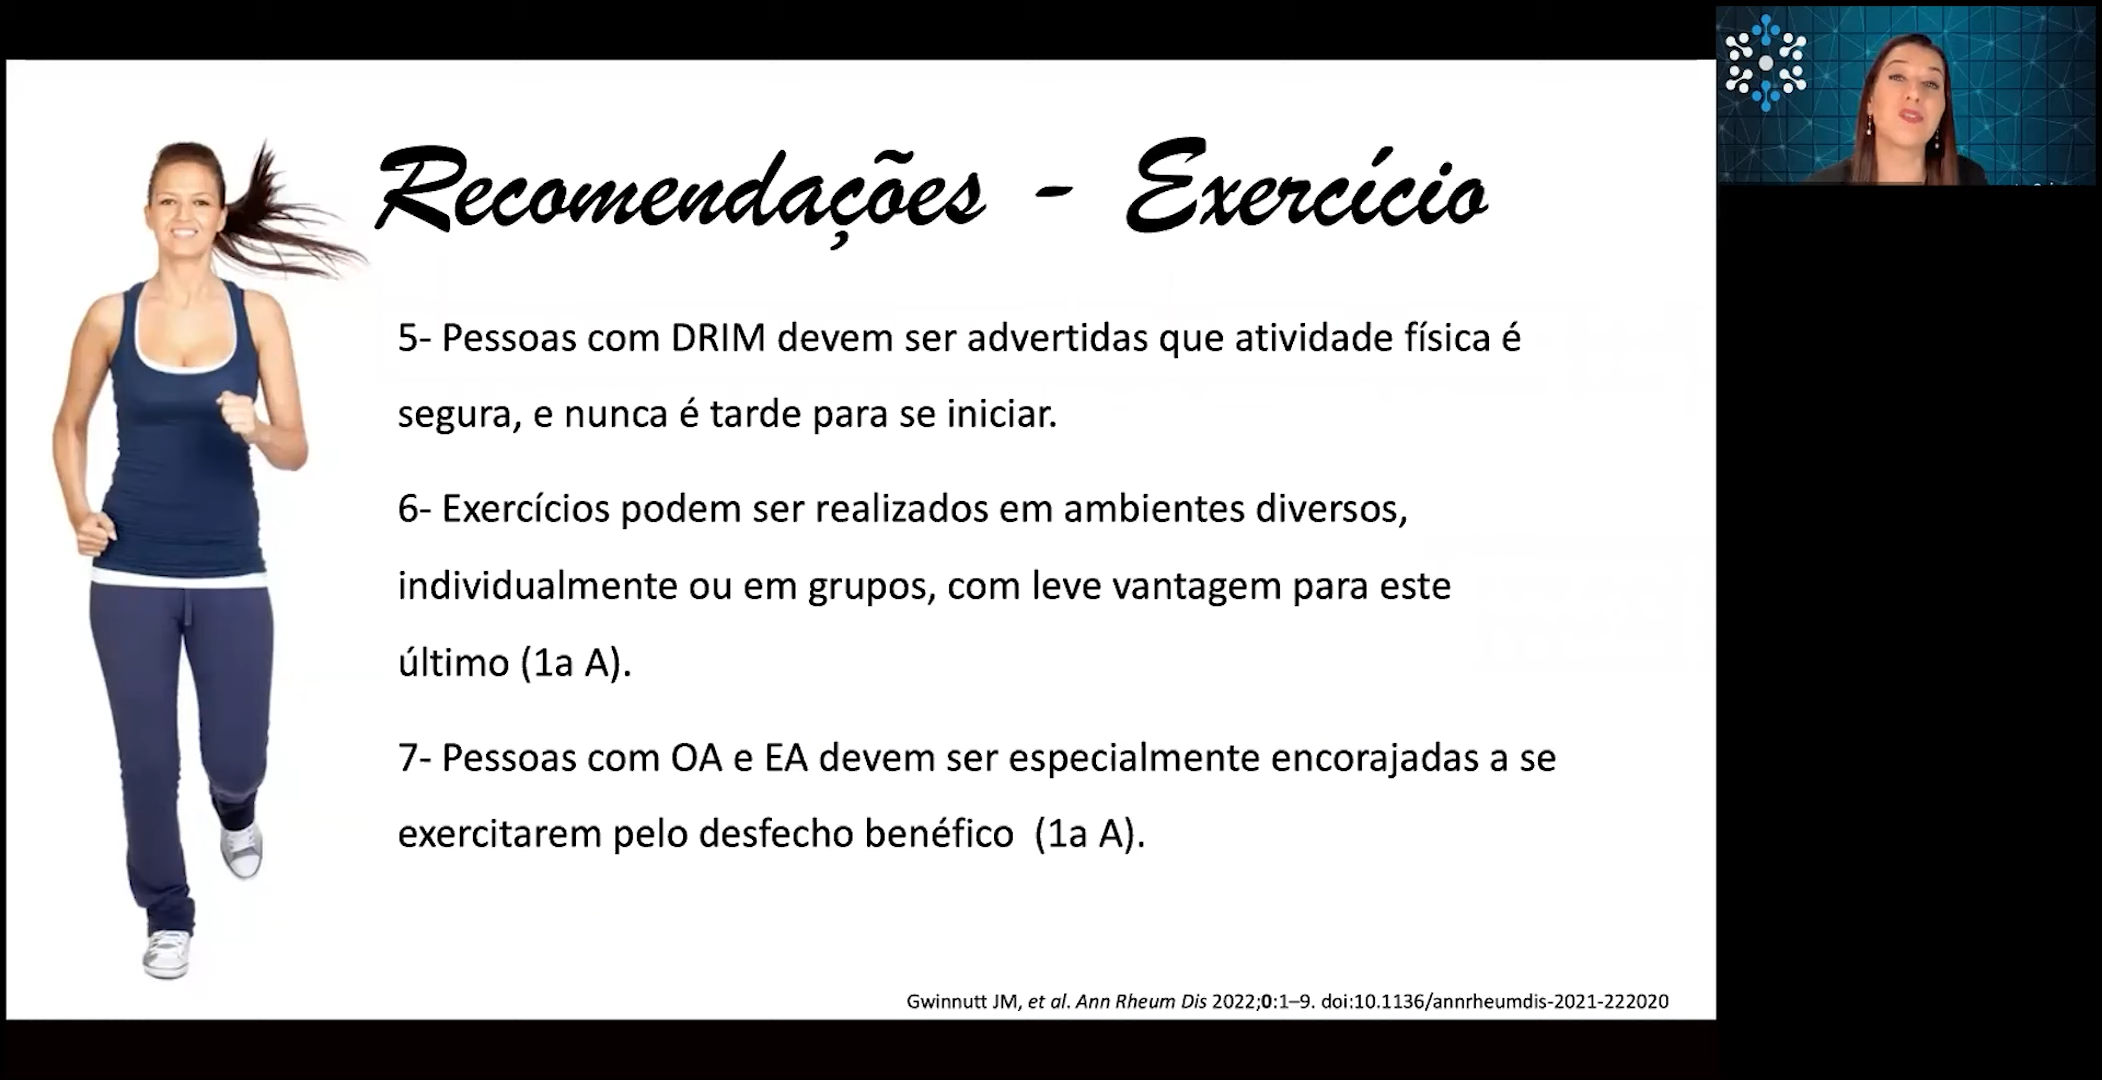 Recomendações - Exercício
5- Pessoas com DRIM devem ser advertidas que atividade física é
segura, e nunca é tarde para se iniciar.
6- Exercícios podem ser realizados em ambientes diversos,
individualmente ou em grupos, com leve vantagem para este
último (1a A).
7- Pessoas com OA e EA devem ser especialmente encorajadas a se
exercitarem pelo desfecho benéfico (1a A).
Gwinnutt JM, et al. Ann Rheum Dis 2022;0:1–9. doi:10.1136/annrheumdis-2021-222020